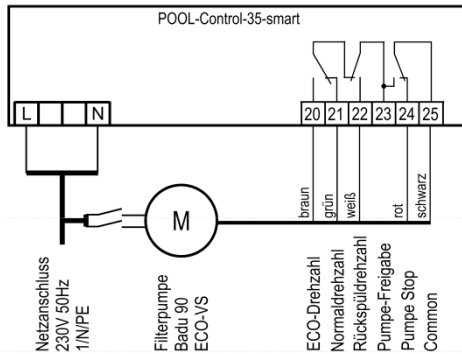 POOL-Control-35-smart
L N
20 21 22 23 24 25
braun
grün
weiß
rot
schwarz
M
Netzanschluss
230V 50Hz
1/N/PE
Filterpumpe
Badu 90
ECO-VS
ECO-Drehzahl
Normaldrehzahl
Rückspüldrehzahl
Pumpe-Freigabe
Pumpe Stop
Common